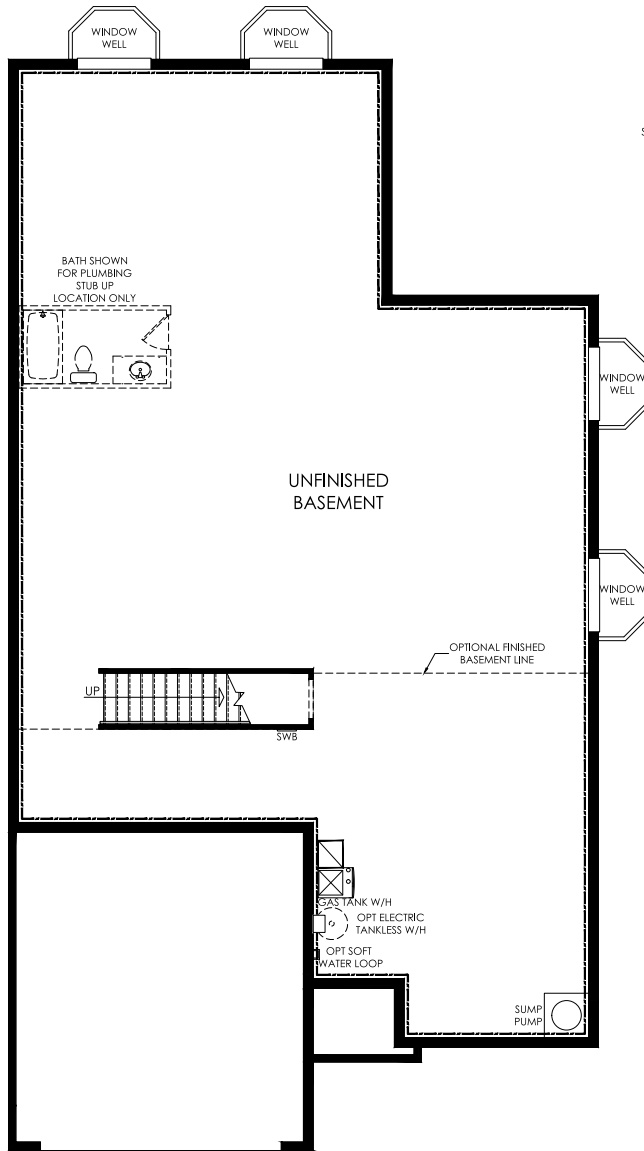 WINDOW
WELL
WINDOW
WELL
S
BATH SHOWN
FOR PLUMBING
STUB UP
LOCATION ONLY
WINDOW
WELL
UNFINISHED
BASEMENT
WINDOW
WELL
OPTIONAL FINISHED
BASEMENT LINE
UP
SWB
GAS TANK W/H
OPT ELECTRIC
TANKLESS W/H
OPT SOFT
WATER LOOP
SUMP
PUMP